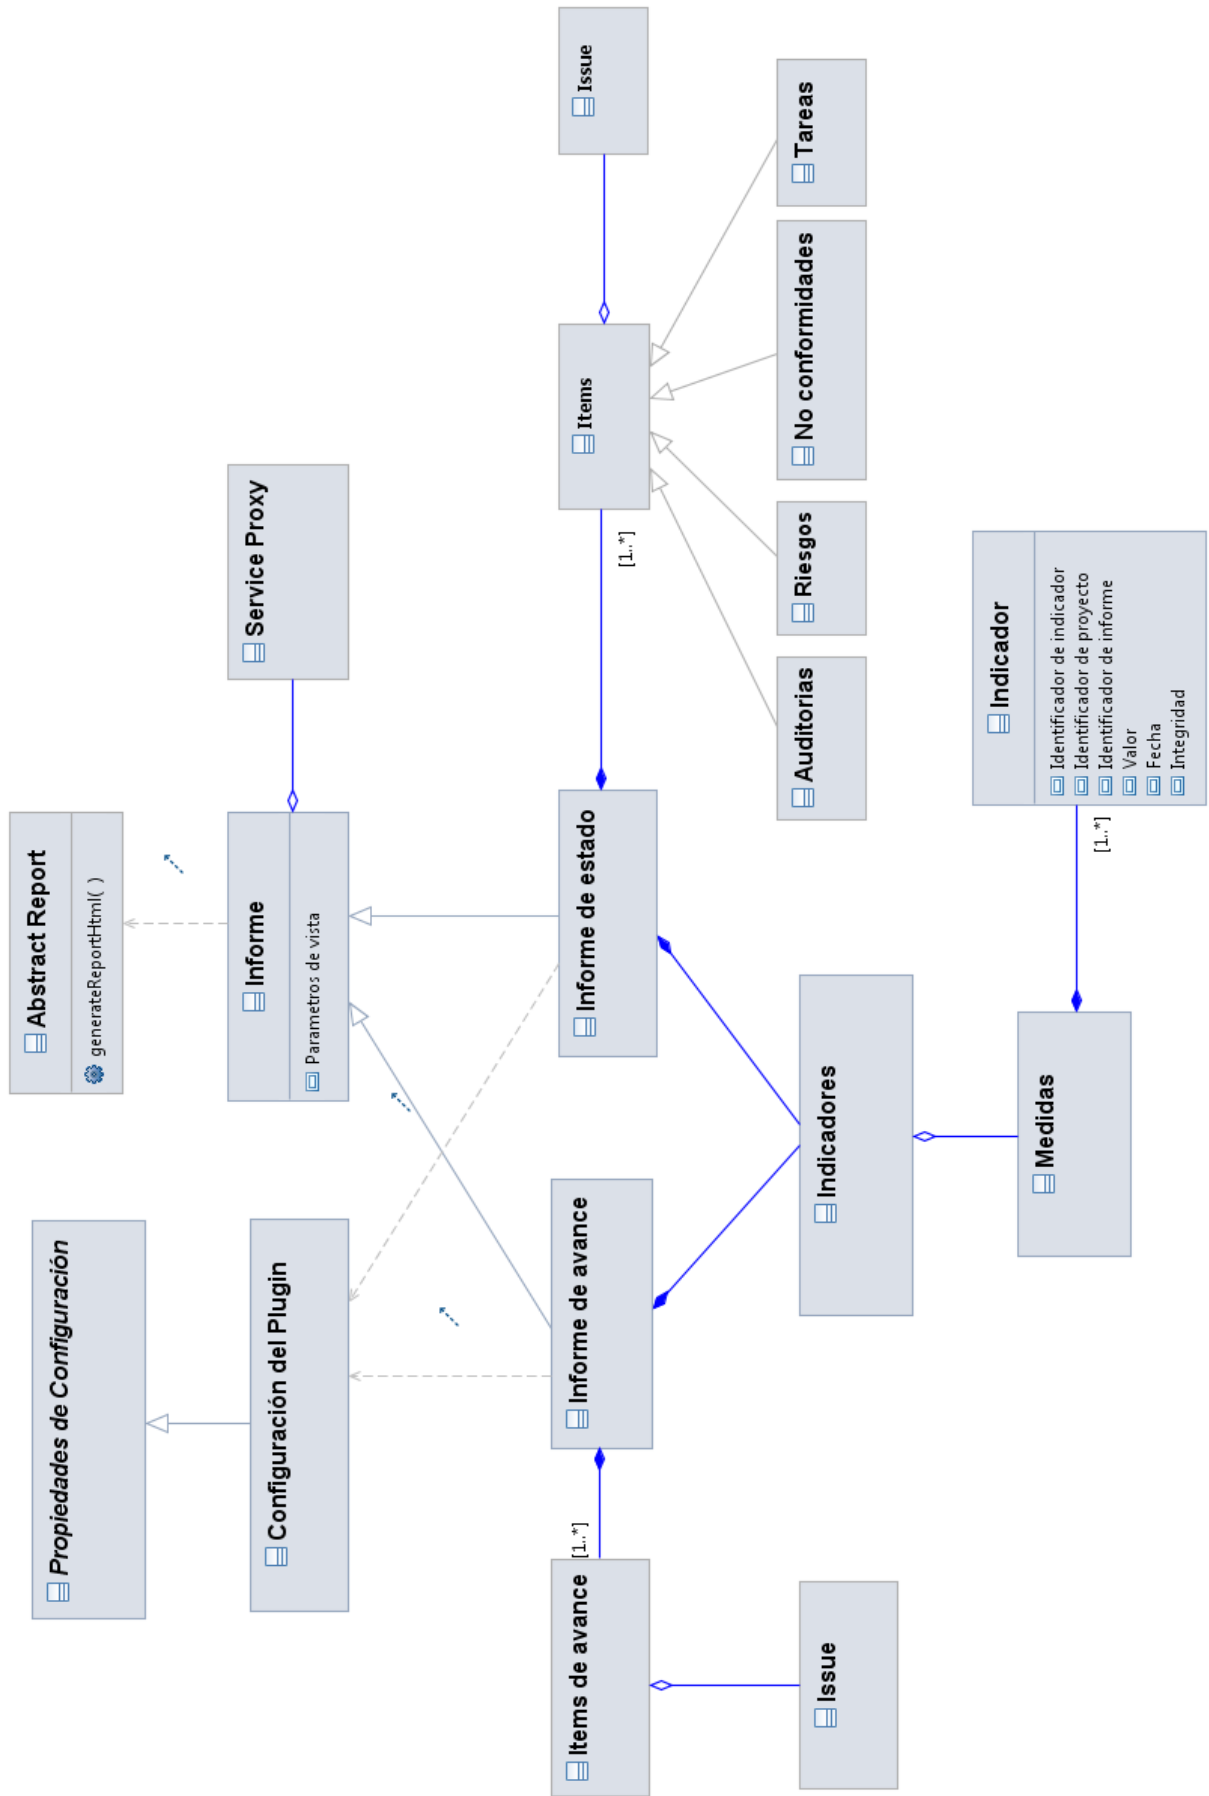 Propiedades de Configuración
Abstract Report
generateReportHtml( )
Configuración del Plugin
Informe
Parametros de vista
Service Proxy
Items de avance
[1..*]
Informe de avance
Informe de estado
[1..*]
Items
Issue
Issue
Indicadores
Auditorias
Riesgos
No conformidades
Tareas
Medidas
[1..*]
Indicador
Identificador de indicador
Identificador de proyecto
Identificador de informe
Valor
Fecha
Integridad